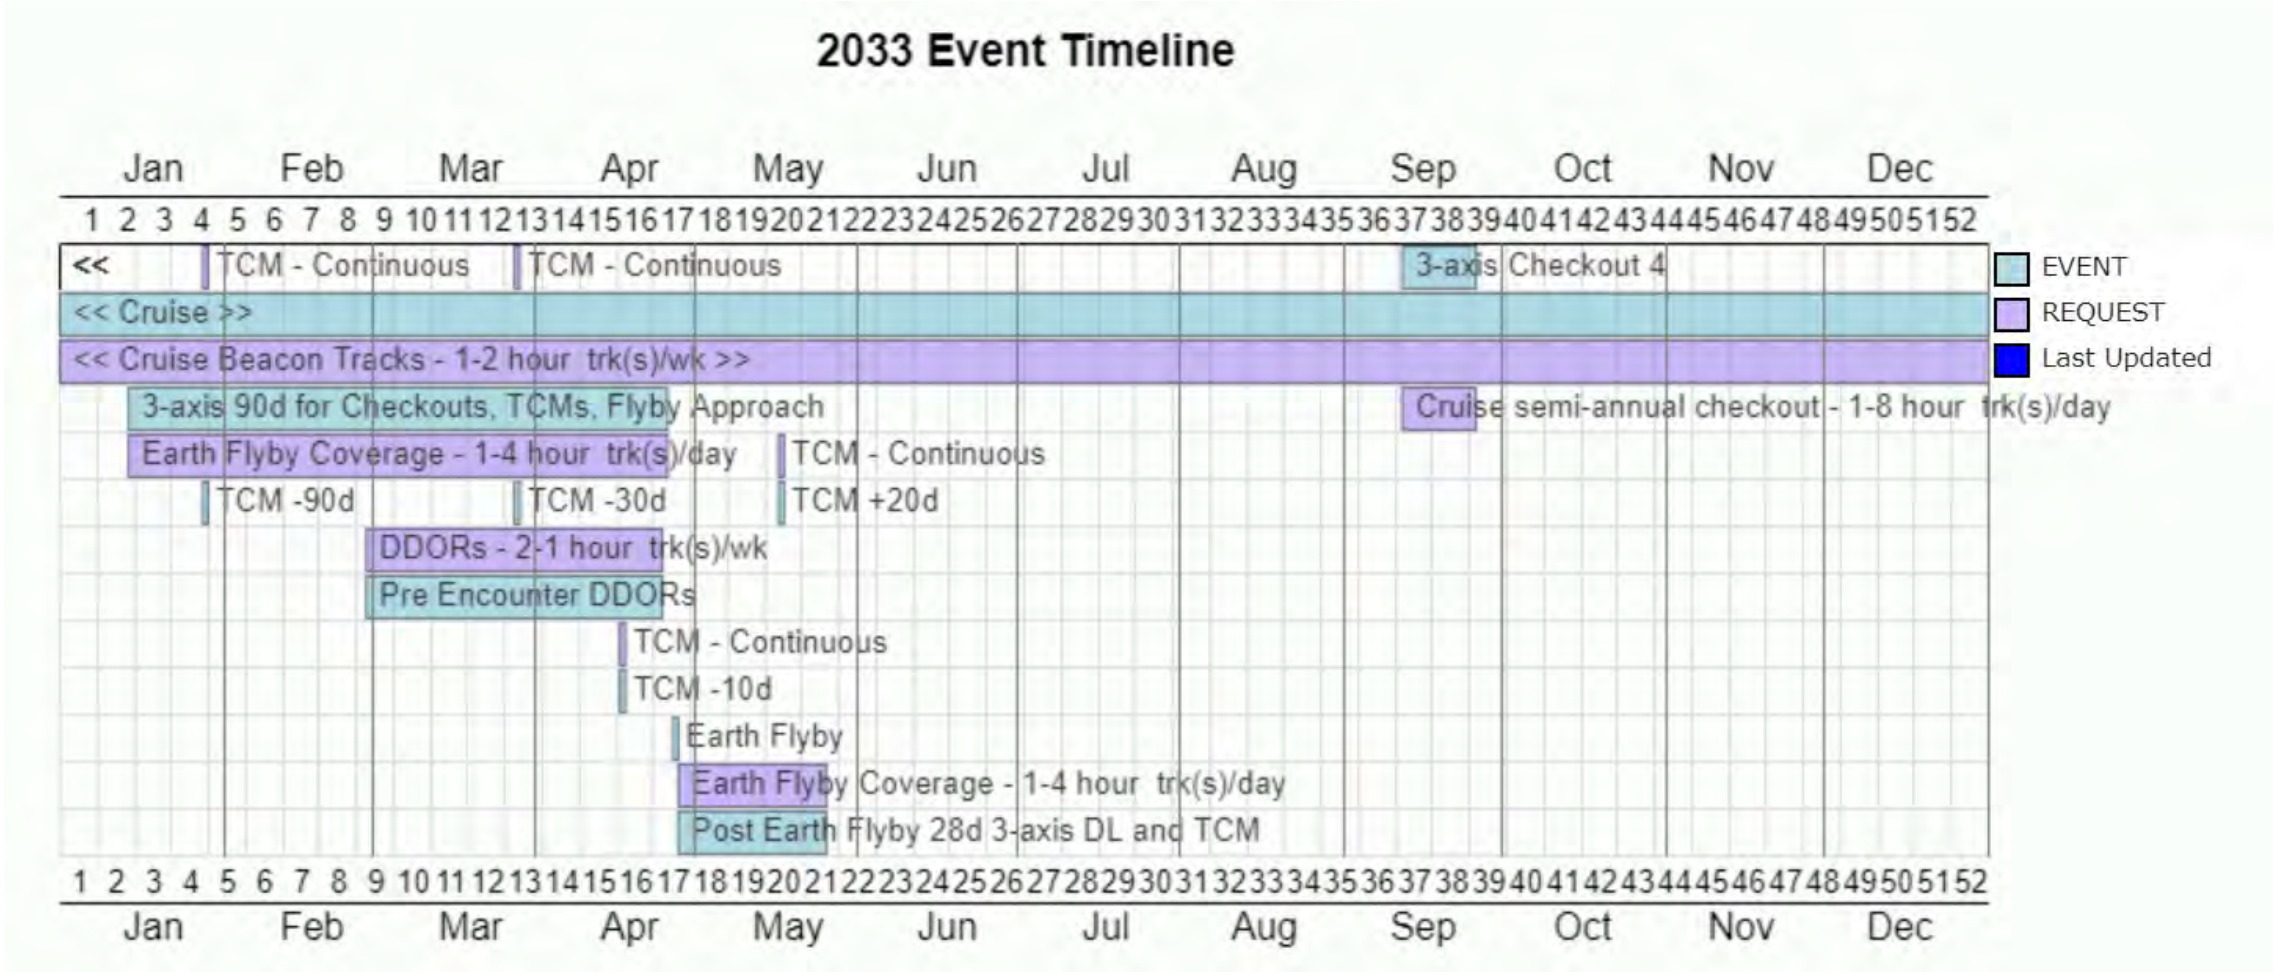 2033 Event Timeline
Jan Feb Mar Apr May Jun Jul Aug Sep Oct Nov Dec
1 2 3 4 5 6 7 8 9 10 11 12 13 14 15 16 17 18 19 20 21 22 23 24 25 26 27 28 29 30 31 32 33 34 35 36 37 38 39 40 41 42 43 44 45 46 47 48 49 50 51 52
<< TCM - Continuous TCM - Continuous 3-axis Checkout 4
EVENT
<< Cruise >>
REQUEST
<< Cruise Beacon Tracks - 1-2 hour trk(s)/wk >>
Last Updated
3-axis 90d for Checkouts, TCMs, Flyby Approach Cruise semi-annual checkout - 1-8 hour trk(s)/day
Earth Flyby Coverage - 1-4 hour trk(s)/day TCM - Continuous
TCM -90d TCM -30d TCM +20d
DDORs - 2-1 hour trk(s)/wk
Pre Encounter DDORs
TCM - Continuous
TCM -10d
Earth Flyby
Earth Flyby Coverage - 1-4 hour trk(s)/day
Post Earth Flyby 28d 3-axis DL and TCM
1 2 3 4 5 6 7 8 9 10 11 12 13 14 15 16 17 18 19 20 21 22 23 24 25 26 27 28 29 30 31 32 33 34 35 36 37 38 39 40 41 42 43 44 45 46 47 48 49 50 51 52
Jan Feb Mar Apr May Jun Jul Aug Sep Oct Nov Dec